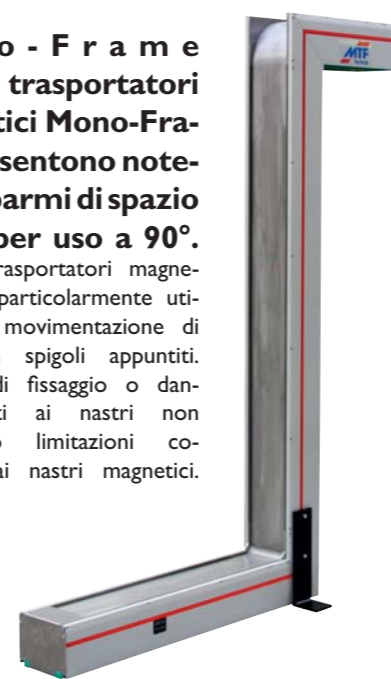 o - F r a m e
trasportatori
tici Mono-Fra-
sentono note-
parmi di spazio
per uso a 90°.
rasportatori magne-
particolarmente uti-
movimentazione di
spigoli appuntiti.
di fissaggio o dan-
ti ai nastri non
limitazioni co-
ai nastri magnetici.
MTF
Technik